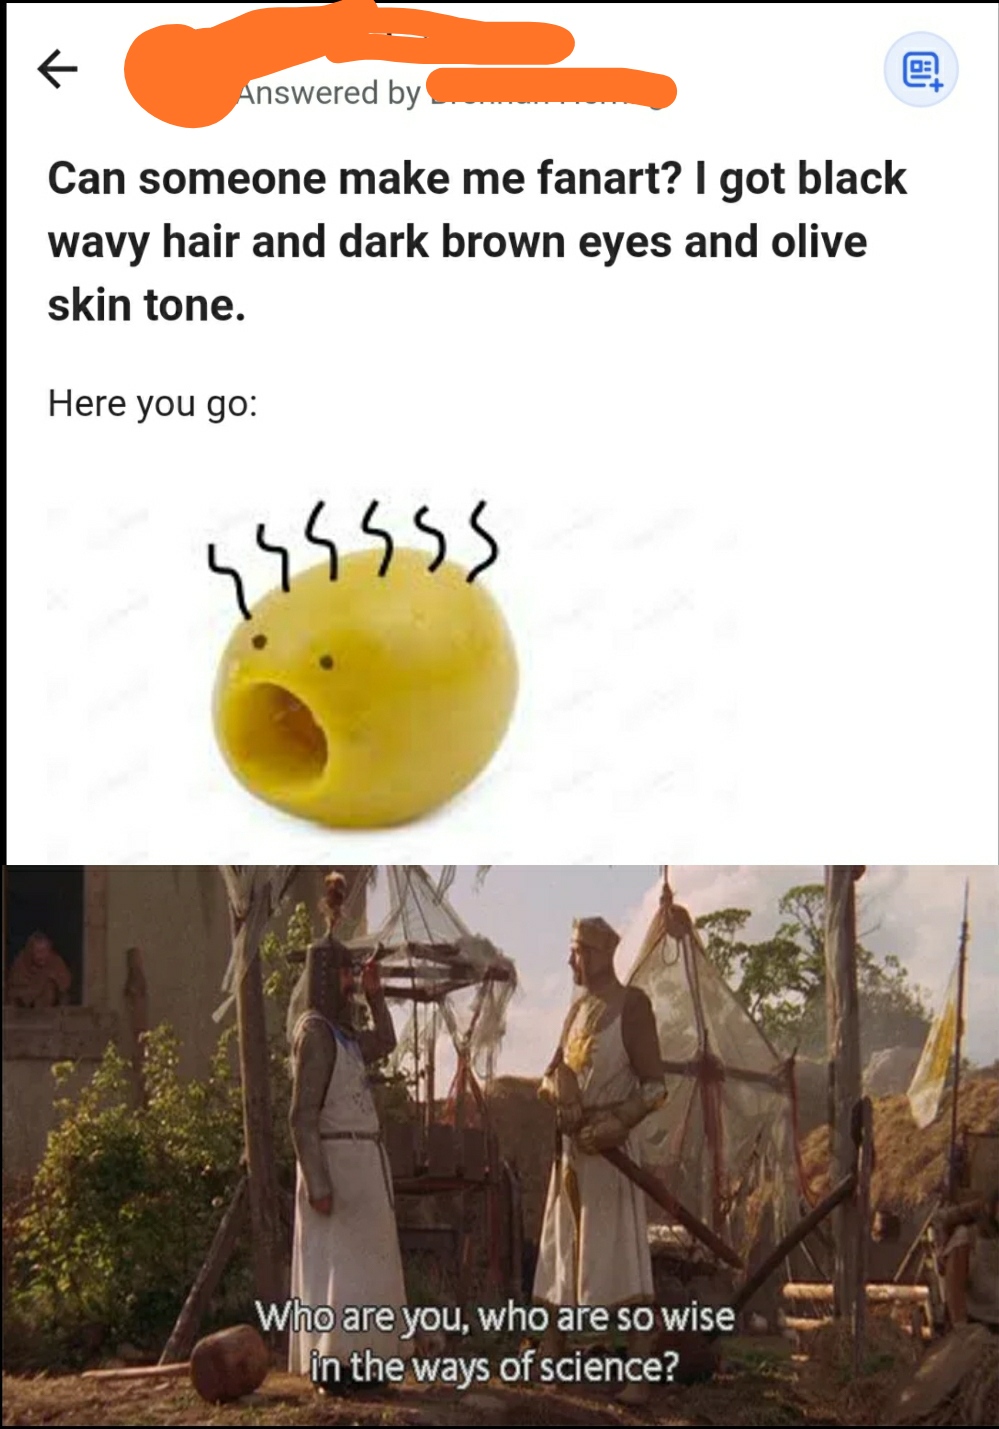 Answered by
Can someone make me fanart? I got black
wavy hair and dark brown eyes and olive
skin tone.
Here you go:
Who are you, who are so wise
in the ways of science?